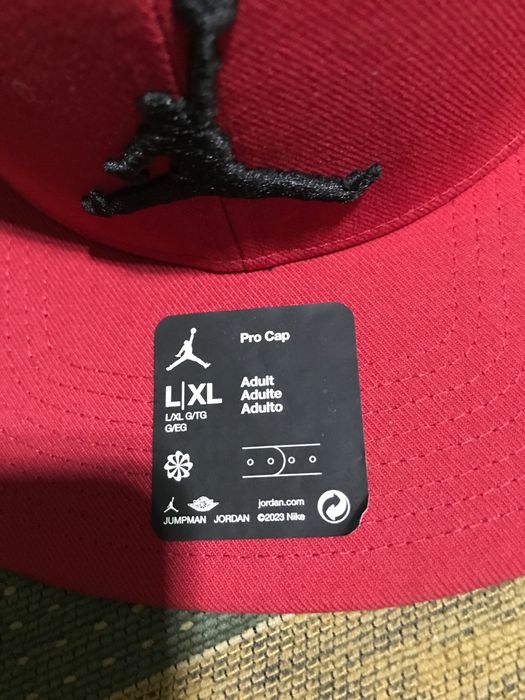 Pro Cap
L|XL
L/XL G/TG
G/EG
Adult
Adulte
Adulto
jordan.com
JUMPMAN JORDAN ©2023 Nike